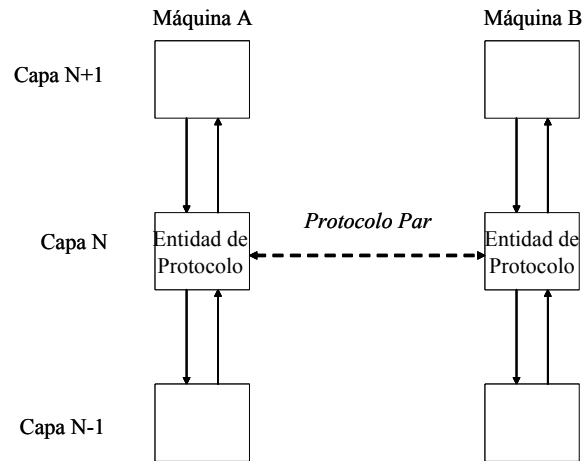 Máquina A
Máquina B
Capa N+1
Capa N
Entidad de
Protocolo
Protocolo Par
Entidad de
Protocolo
Capa N-1